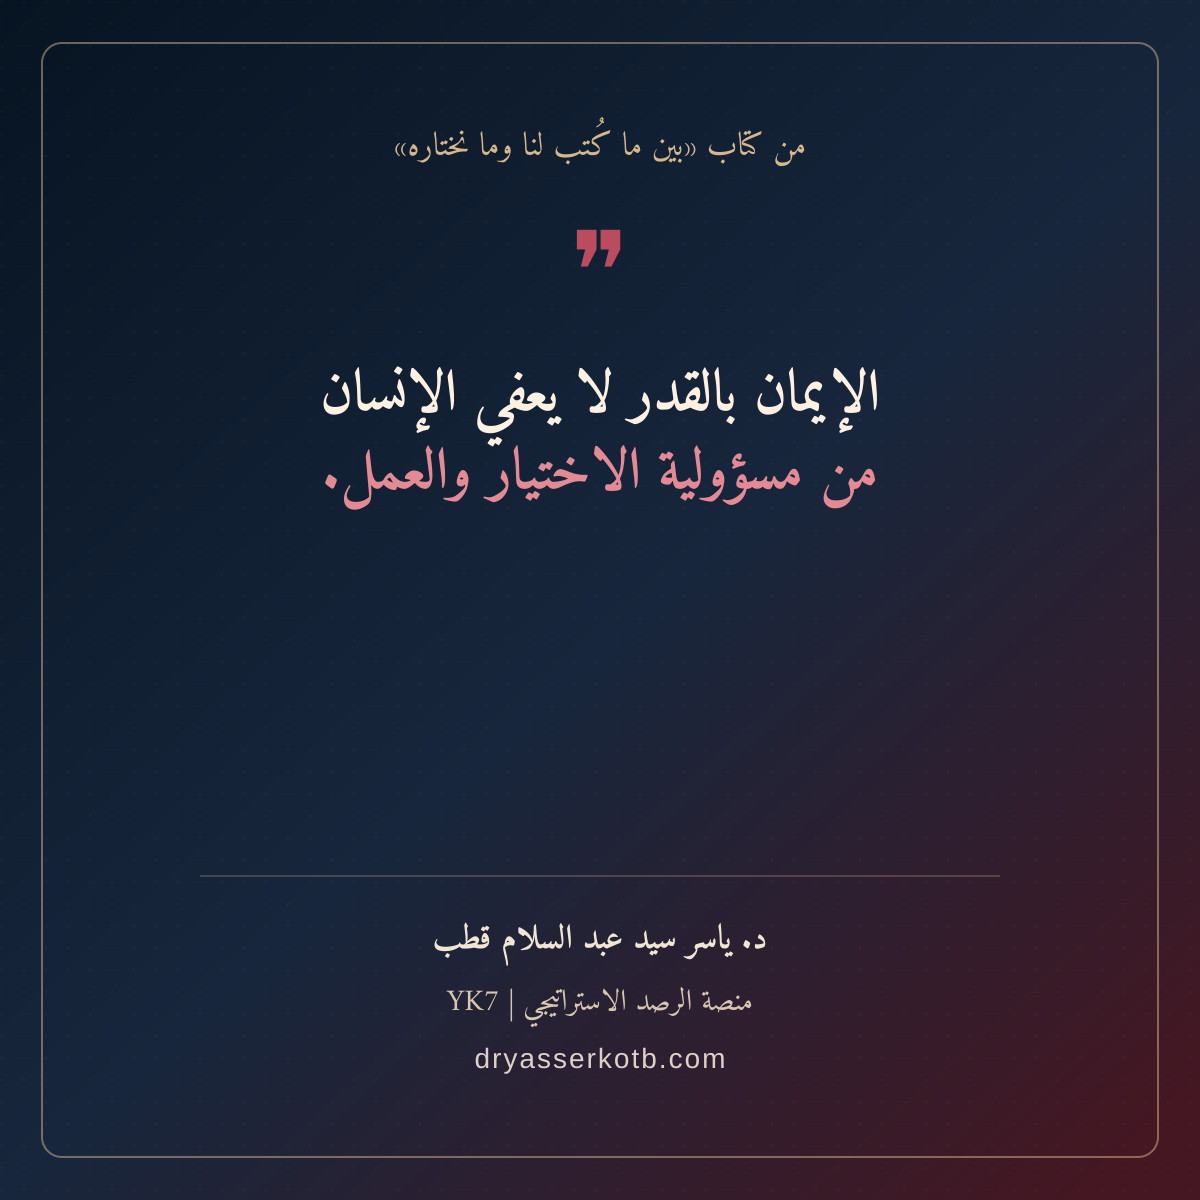 من كتاب «بين ما كُتب لنا وما نختاره»
❞
الإيمان بالقدر لا يعفي الإنسان
من مسؤولية الاختيار والعمل.
د. ياسر سيد عبد السلام قطب
منصة الرصد الاستراتيجي | YK7
dryasserkotb.com